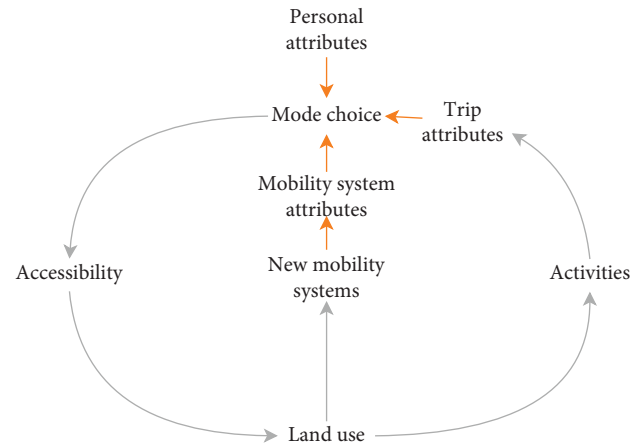 Personal
attributes
Mode choice
Trip
attributes
Mobility system
attributes
Accessibility
New mobility
systems
Activities
Land use